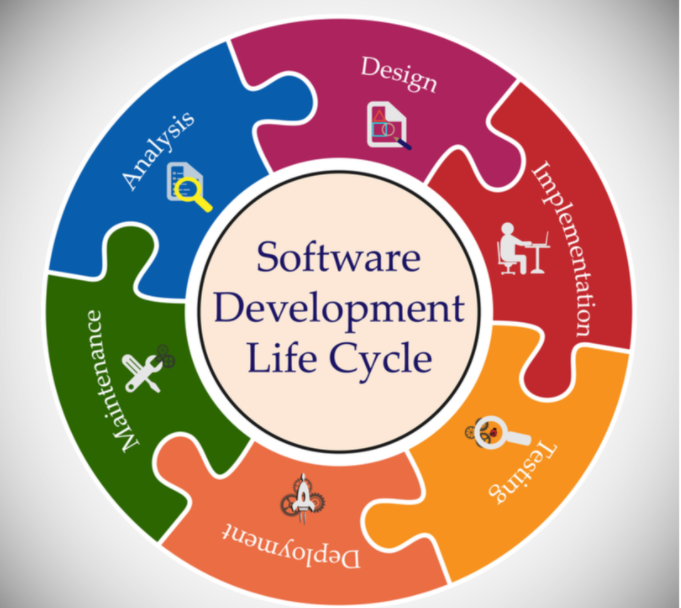 Software
Development
Life Cycle
Analysis
Design
Implementation
Testing
Deployment
Maintenance